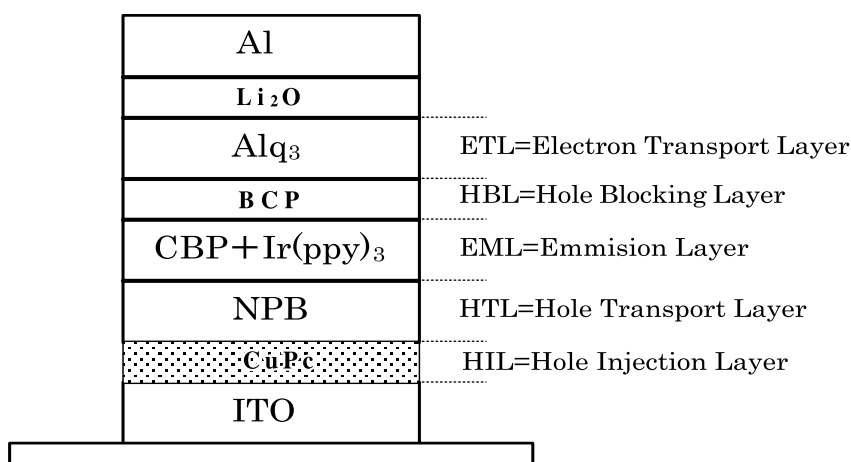 Al
Li₂O
Alq₃ ETL=Electron Transport Layer
BCP HBL=Hole Blocking Layer
CBP+Ir(ppy)₃ EML=Emmision Layer
NPB HTL=Hole Transport Layer
CuPc HIL=Hole Injection Layer
ITO